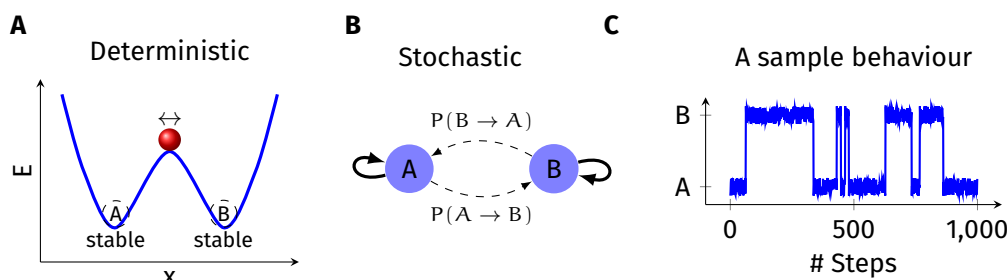 A
Deterministic
↔
E
A
B
stable
stable
X
B
Stochastic
P(B → A)
A
B
P(A → B)
C
A sample behaviour
B
A
0
500
1,000
# Steps